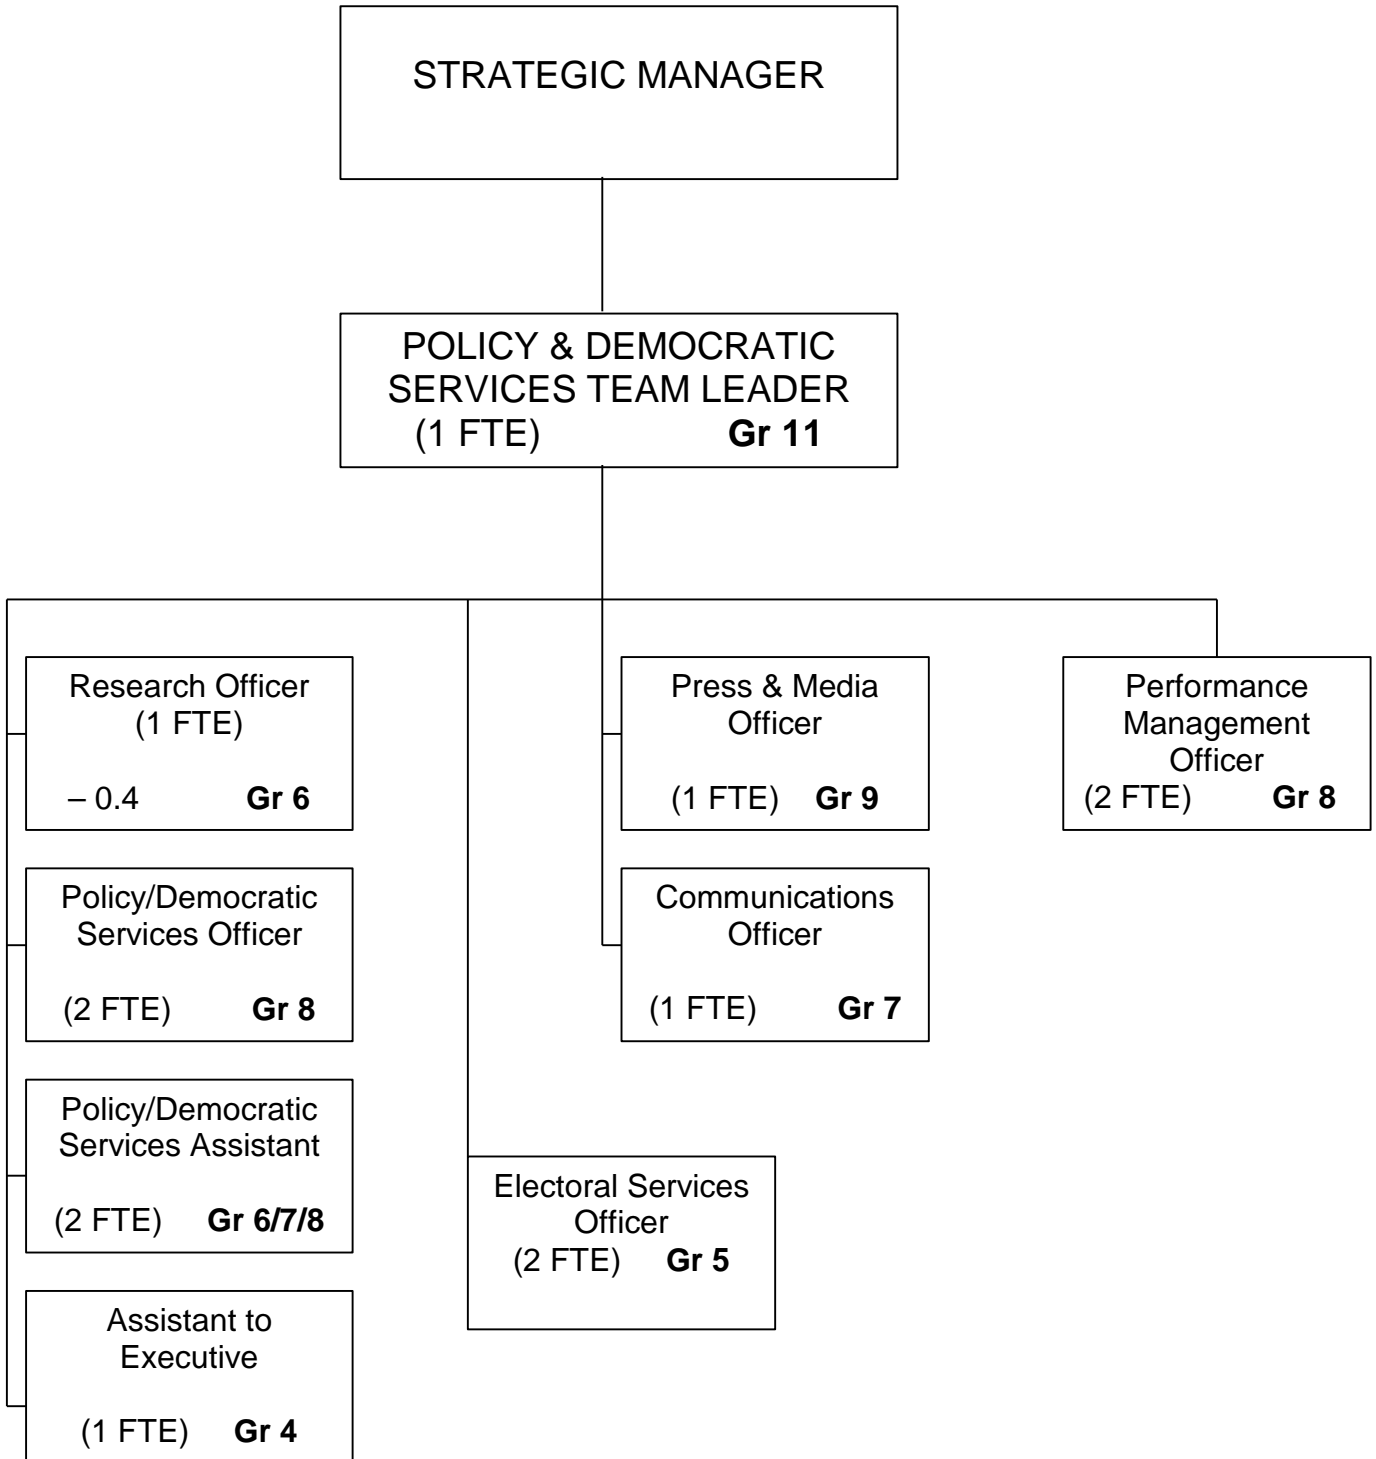 STRATEGIC MANAGER
POLICY & DEMOCRATIC
SERVICES TEAM LEADER
(1 FTE) Gr 11
Research Officer
(1 FTE)
– 0.4 Gr 6
Policy/Democratic
Services Officer
(2 FTE) Gr 8
Policy/Democratic
Services Assistant
(2 FTE) Gr 6/7/8
Assistant to
Executive
(1 FTE) Gr 4
Electoral Services
Officer
(2 FTE) Gr 5
Press & Media
Officer
(1 FTE) Gr 9
Communications
Officer
(1 FTE) Gr 7
Performance
Management
Officer
(2 FTE) Gr 8